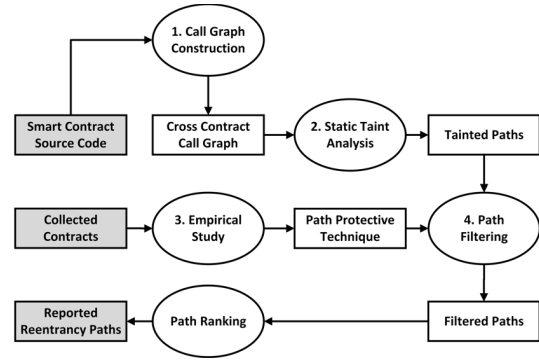 1. Call Graph
Construction
Smart Contract
Source Code
Cross Contract
Call Graph
2. Static Taint
Analysis
Tainted Paths
Collected
Contracts
3. Empirical
Study
Path Protective
Technique
4. Path
Filtering
Reported
Reentrancy Paths
Path Ranking
Filtered Paths